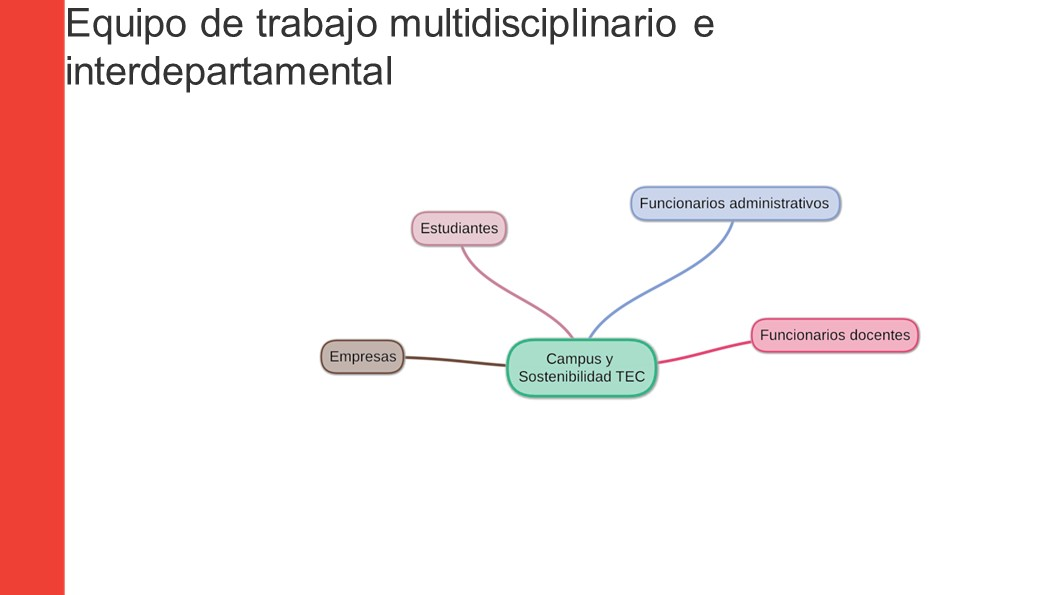 Equipo de trabajo multidisciplinario e
interdepartamental
Funcionarios administrativos
Estudiantes
Funcionarios docentes
Empresas
Campus y
Sostenibilidad TEC